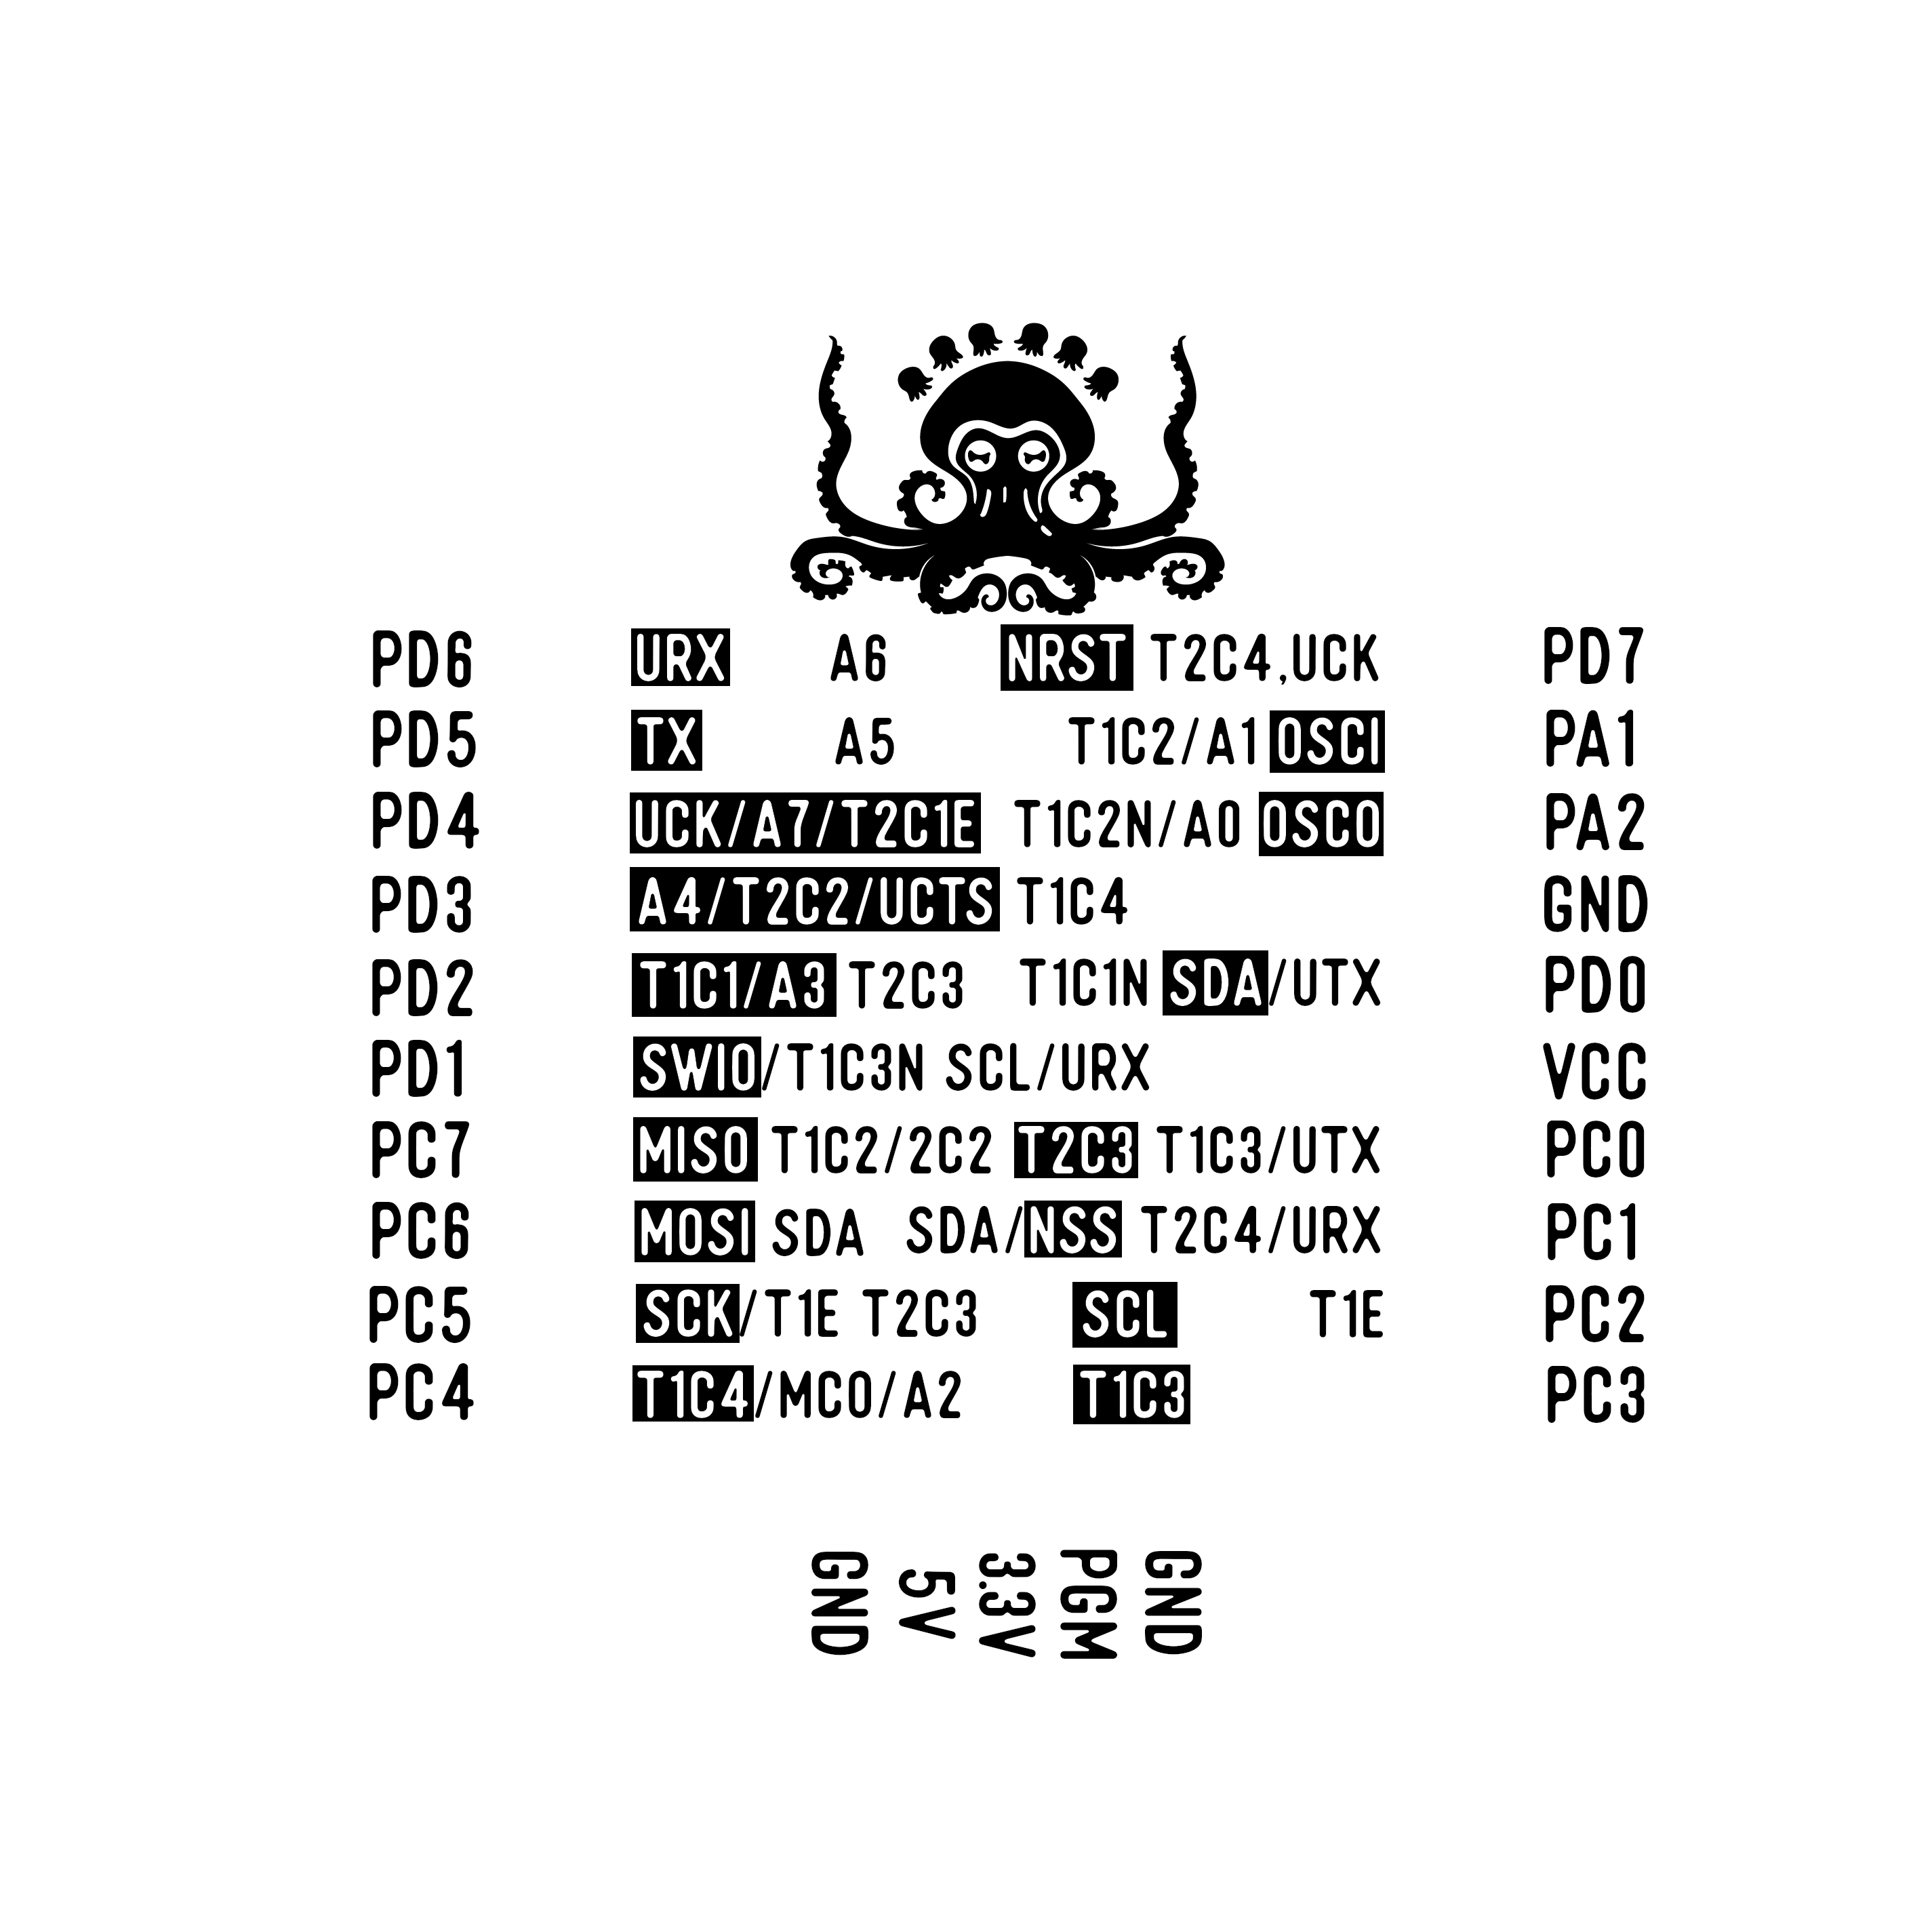 PD6 URX A6 NRST T2C4,UCK PD7
PD5 TX A5 T1C2/A1 OSCI PA1
PD4 UCK/A7/T2C1E T1C2N/A0 OSCO PA2
PD3 A4/T2C2/UCTS T1C4 GND
PD2 T1C1/A3 T2C3 T1C1N SDA/UTX PD0
PD1 SWIO/T1C3N SCL/URX VCC
PC7 MISO T1C2/2C2 T2C3 T1C3/UTX PC0
PC6 MOSI SDA SDA/NSS T2C4/URX PC1
PC5 SCK/T1E T2C3 SCL T1E PC2
PC4 T1C4/MCO/A2 T1C3 PC3
GND
5V
3.3V
PGM
GND